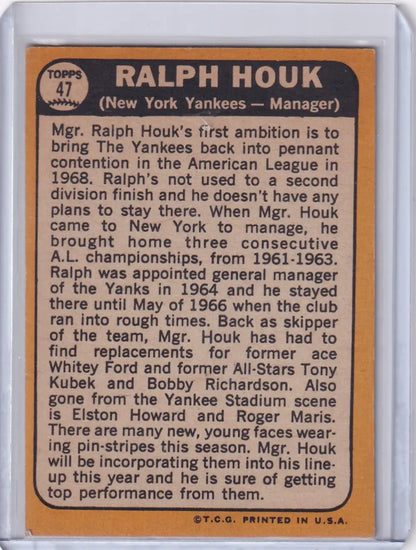 TOPPS
47
RALPH HOUK
(New York Yankees — Manager)
Mgr. Ralph Houk's first ambition is to
bring The Yankees back into pennant
contention in the American League in
1968. Ralph's not used to a second
division finish and he doesn't have any
plans to stay there. When Mgr. Houk
came to New York to manage, he
brought home three consecutive
A.L. championships, from 1961-1963.
Ralph was appointed general manager
of the Yanks in 1964 and he stayed
there until May of 1966 when the club
ran into rough times. Back as skipper
of the team, Mgr. Houk has had to
find replacements for former ace
Whitey Ford and former All-Stars Tony
Kubek and Bobby Richardson. Also
gone from the Yankee Stadium scene
is Elston Howard and Roger Maris.
There are many new, young faces wear-
ing pin-stripes this season. Mgr. Houk
will be incorporating them into his line-
up this year and he is sure of getting
top performance from them.
©T.C.G. PRINTED IN U.S.A.